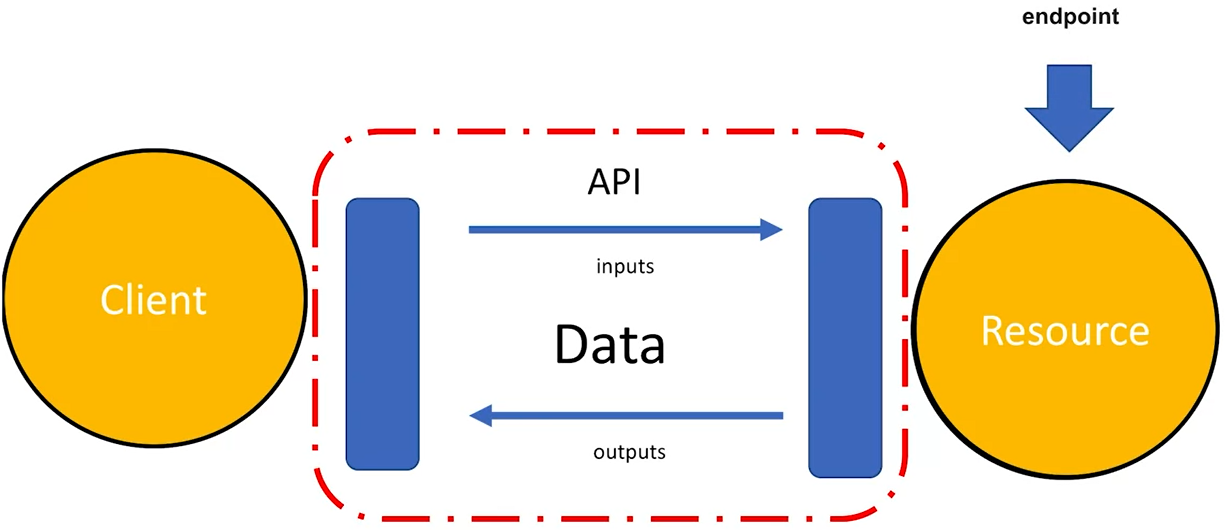 endpoint
API
inputs
Client
Data
Resource
outputs